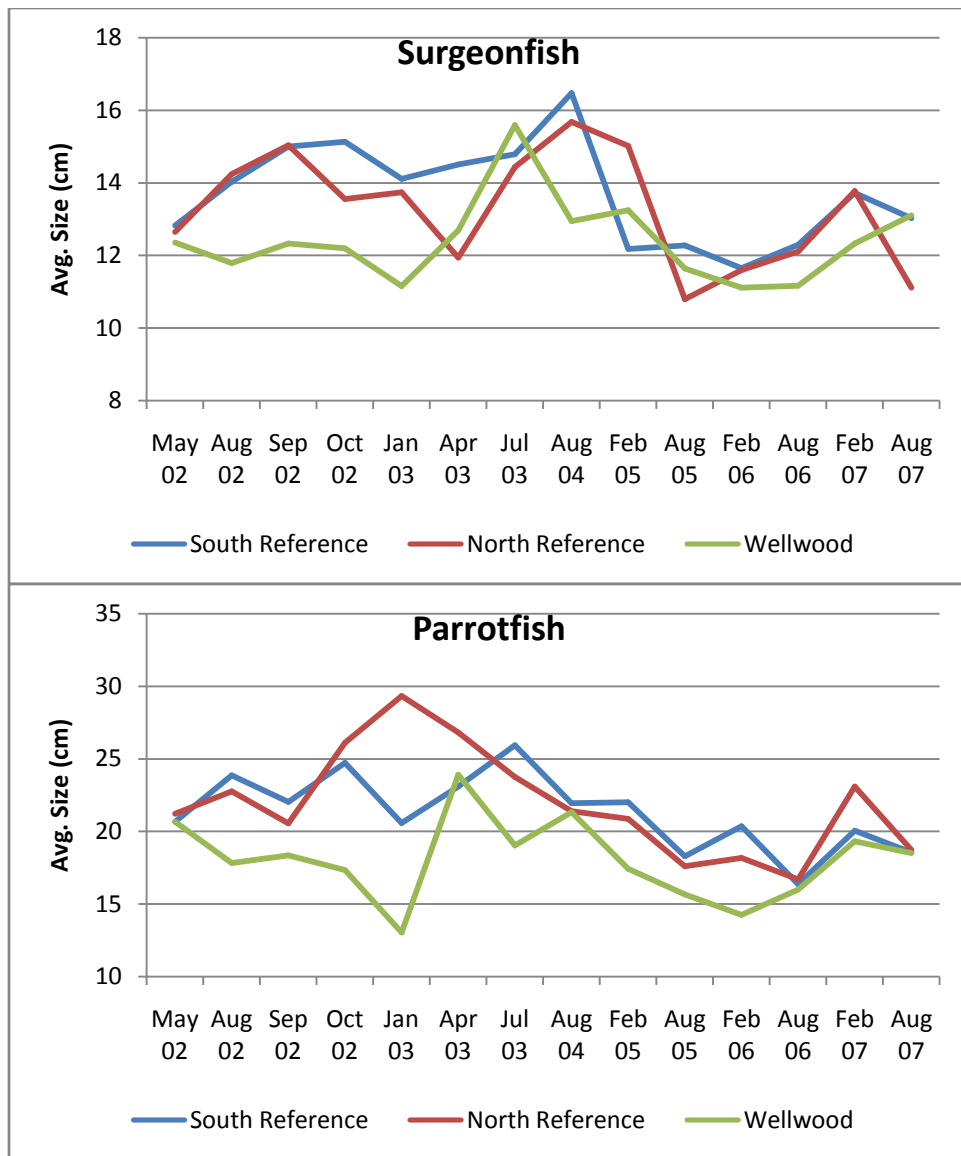 Surgeonfish
Avg. Size (cm)
18
16
14
12
10
8
May Aug Sep Oct Jan Apr Jul Aug Feb Aug Feb Aug Feb Aug
02 02 02 02 03 03 03 04 05 05 06 06 07 07
South Reference North Reference Wellwood
Parrotfish
Avg. Size (cm)
35
30
25
20
15
10
May Aug Sep Oct Jan Apr Jul Aug Feb Aug Feb Aug Feb Aug
02 02 02 02 03 03 03 04 05 05 06 06 07 07
South Reference North Reference Wellwood